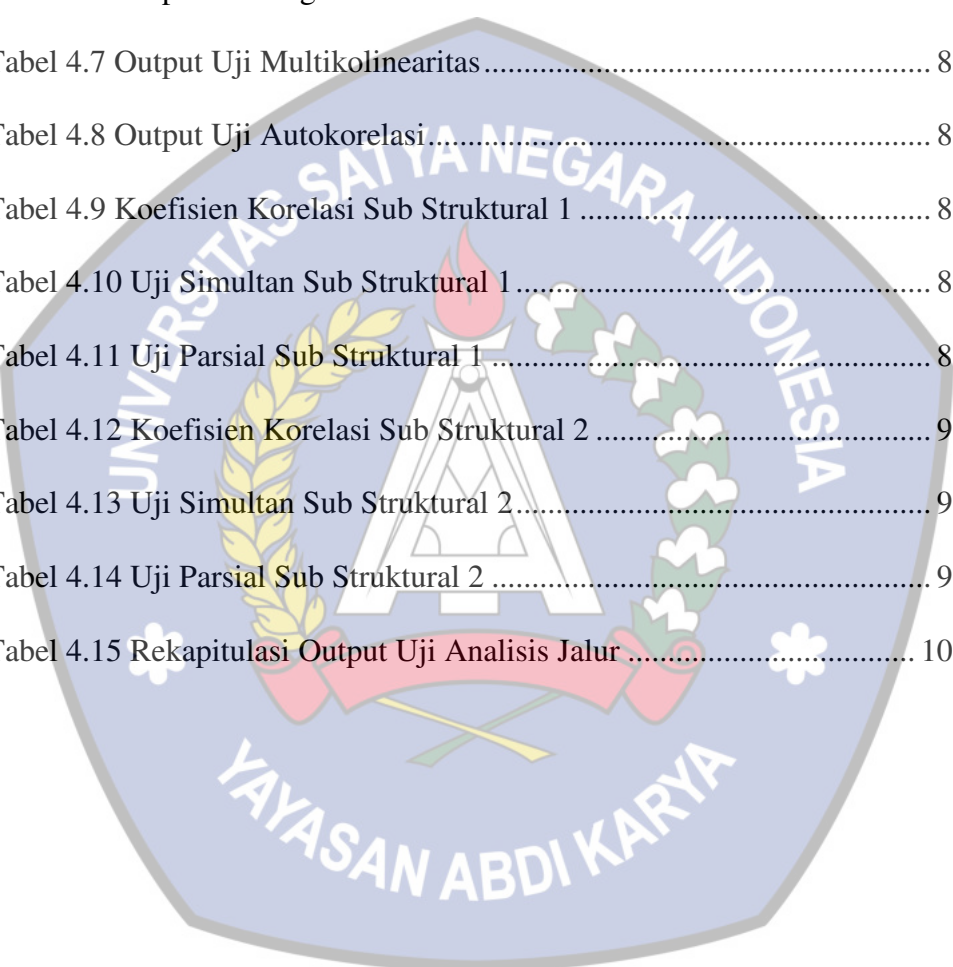 Tabel 4.7 Output Uji Multikolinearitas........................................................ 8
Tabel 4.8 Output Uji Autokorelasi............................................................... 8
Tabel 4.9 Koefisien Korelasi Sub Struktural 1 ............................................ 8
Tabel 4.10 Uji Simultan Sub Struktural 1.................................................... 8
Tabel 4.11 Uji Parsial Sub Struktural 1 ....................................................... 8
Tabel 4.12 Koefisien Korelasi Sub Struktural 2 .......................................... 9
Tabel 4.13 Uji Simultan Sub Struktural 2.................................................... 9
Tabel 4.14 Uji Parsial Sub Struktural 2 ....................................................... 9
Tabel 4.15 Rekapitulasi Output Uji Analisis Jalur .................................... 10
UNIVERSITAS SATYA NEGARA INDONESIA
YAYASAN ABDI KARYA